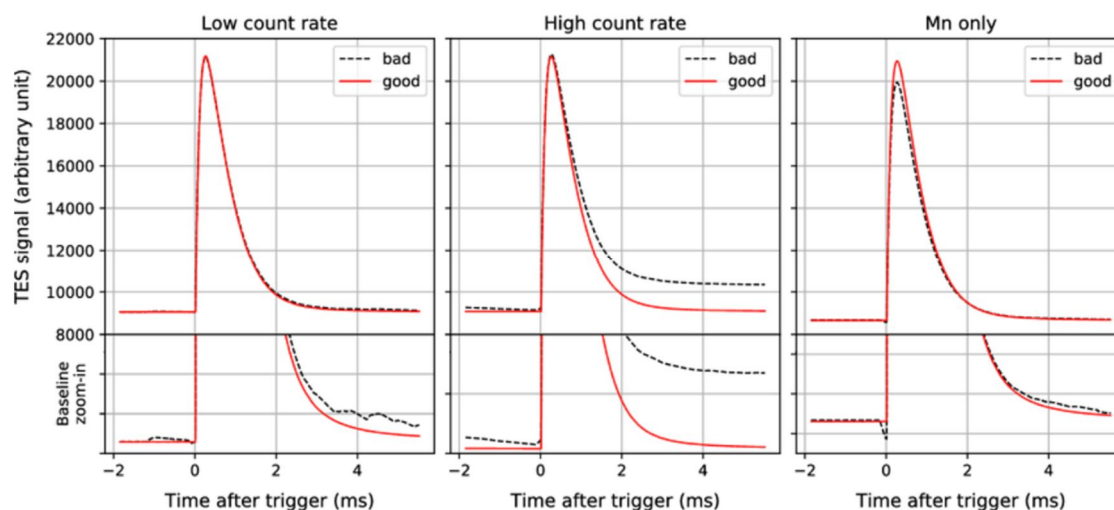 Low count rate
High count rate
Mn only
TES signal (arbitrary unit)
22000
20000
18000
16000
14000
12000
10000
8000
bad
good
bad
good
bad
good
Baseline
zoom-in
−2 0 2 4
−2 0 2 4
−2 0 2 4
Time after trigger (ms)
Time after trigger (ms)
Time after trigger (ms)